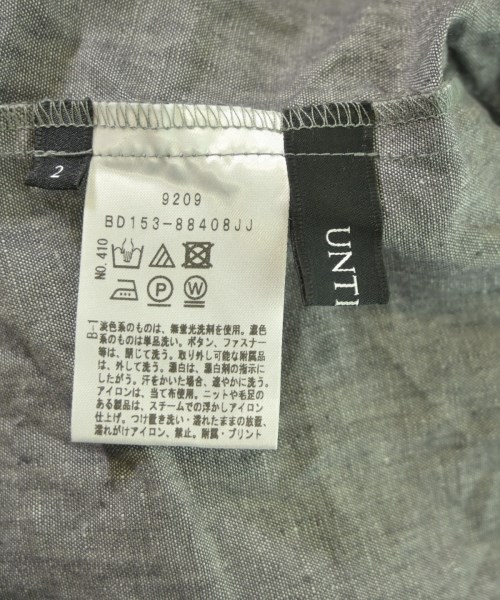 2
9209
BD153-88408JJ
NO.410
P
W
B-1
淡色系のものは、無蛍光洗剤を使用。濃色
系のものは単品洗い。ボタン、ファスナー
等は、閉じて洗う。取り外し可能な附属品
は、外して洗う。漂白は、漂白剤の指示に
したがう。汗をかいた場合、速やかに洗う。
アイロンは、当て布使用。ニットや毛足の
ある製品は、スチームでの浮かしアイロン
仕上げ。つけ置き洗い・濡れたままの放置、
濡れがけアイロン、禁止。附属・プリント
UNTI